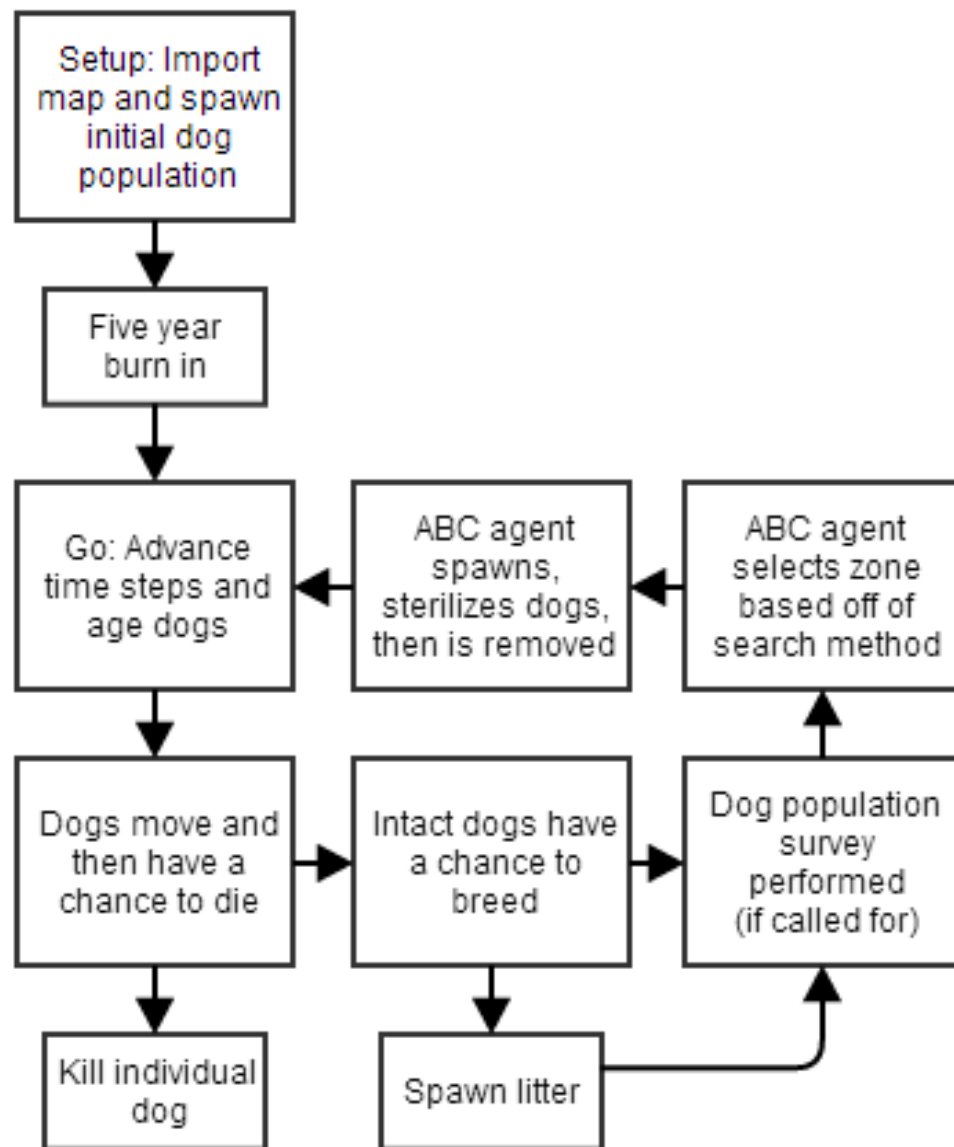 Setup: Import
map and spawn
initial dog
population
Five year
burn in
Go: Advance
time steps and
age dogs
ABC agent
spawns,
sterilizes dogs,
then is removed
ABC agent
selects zone
based off of
search method
Dogs move and
then have a
chance to die
Intact dogs have
a chance to
breed
Dog population
survey
performed
(if called for)
Kill individual
dog
Spawn litter